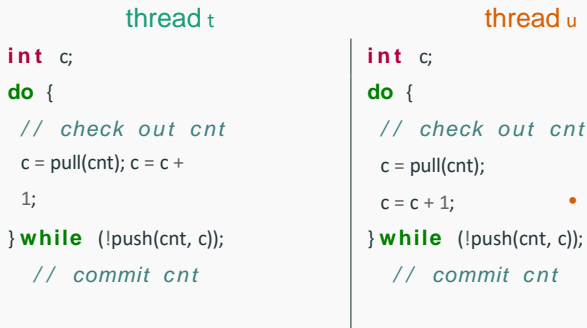 thread t
int c;
do {
// check out cnt
c = pull(cnt); c = c +
1;
} while (!push(cnt, c));
// commit cnt
thread u
int c;
do {
// check out cnt
c = pull(cnt);
c = c + 1;
} while (!push(cnt, c));
// commit cnt